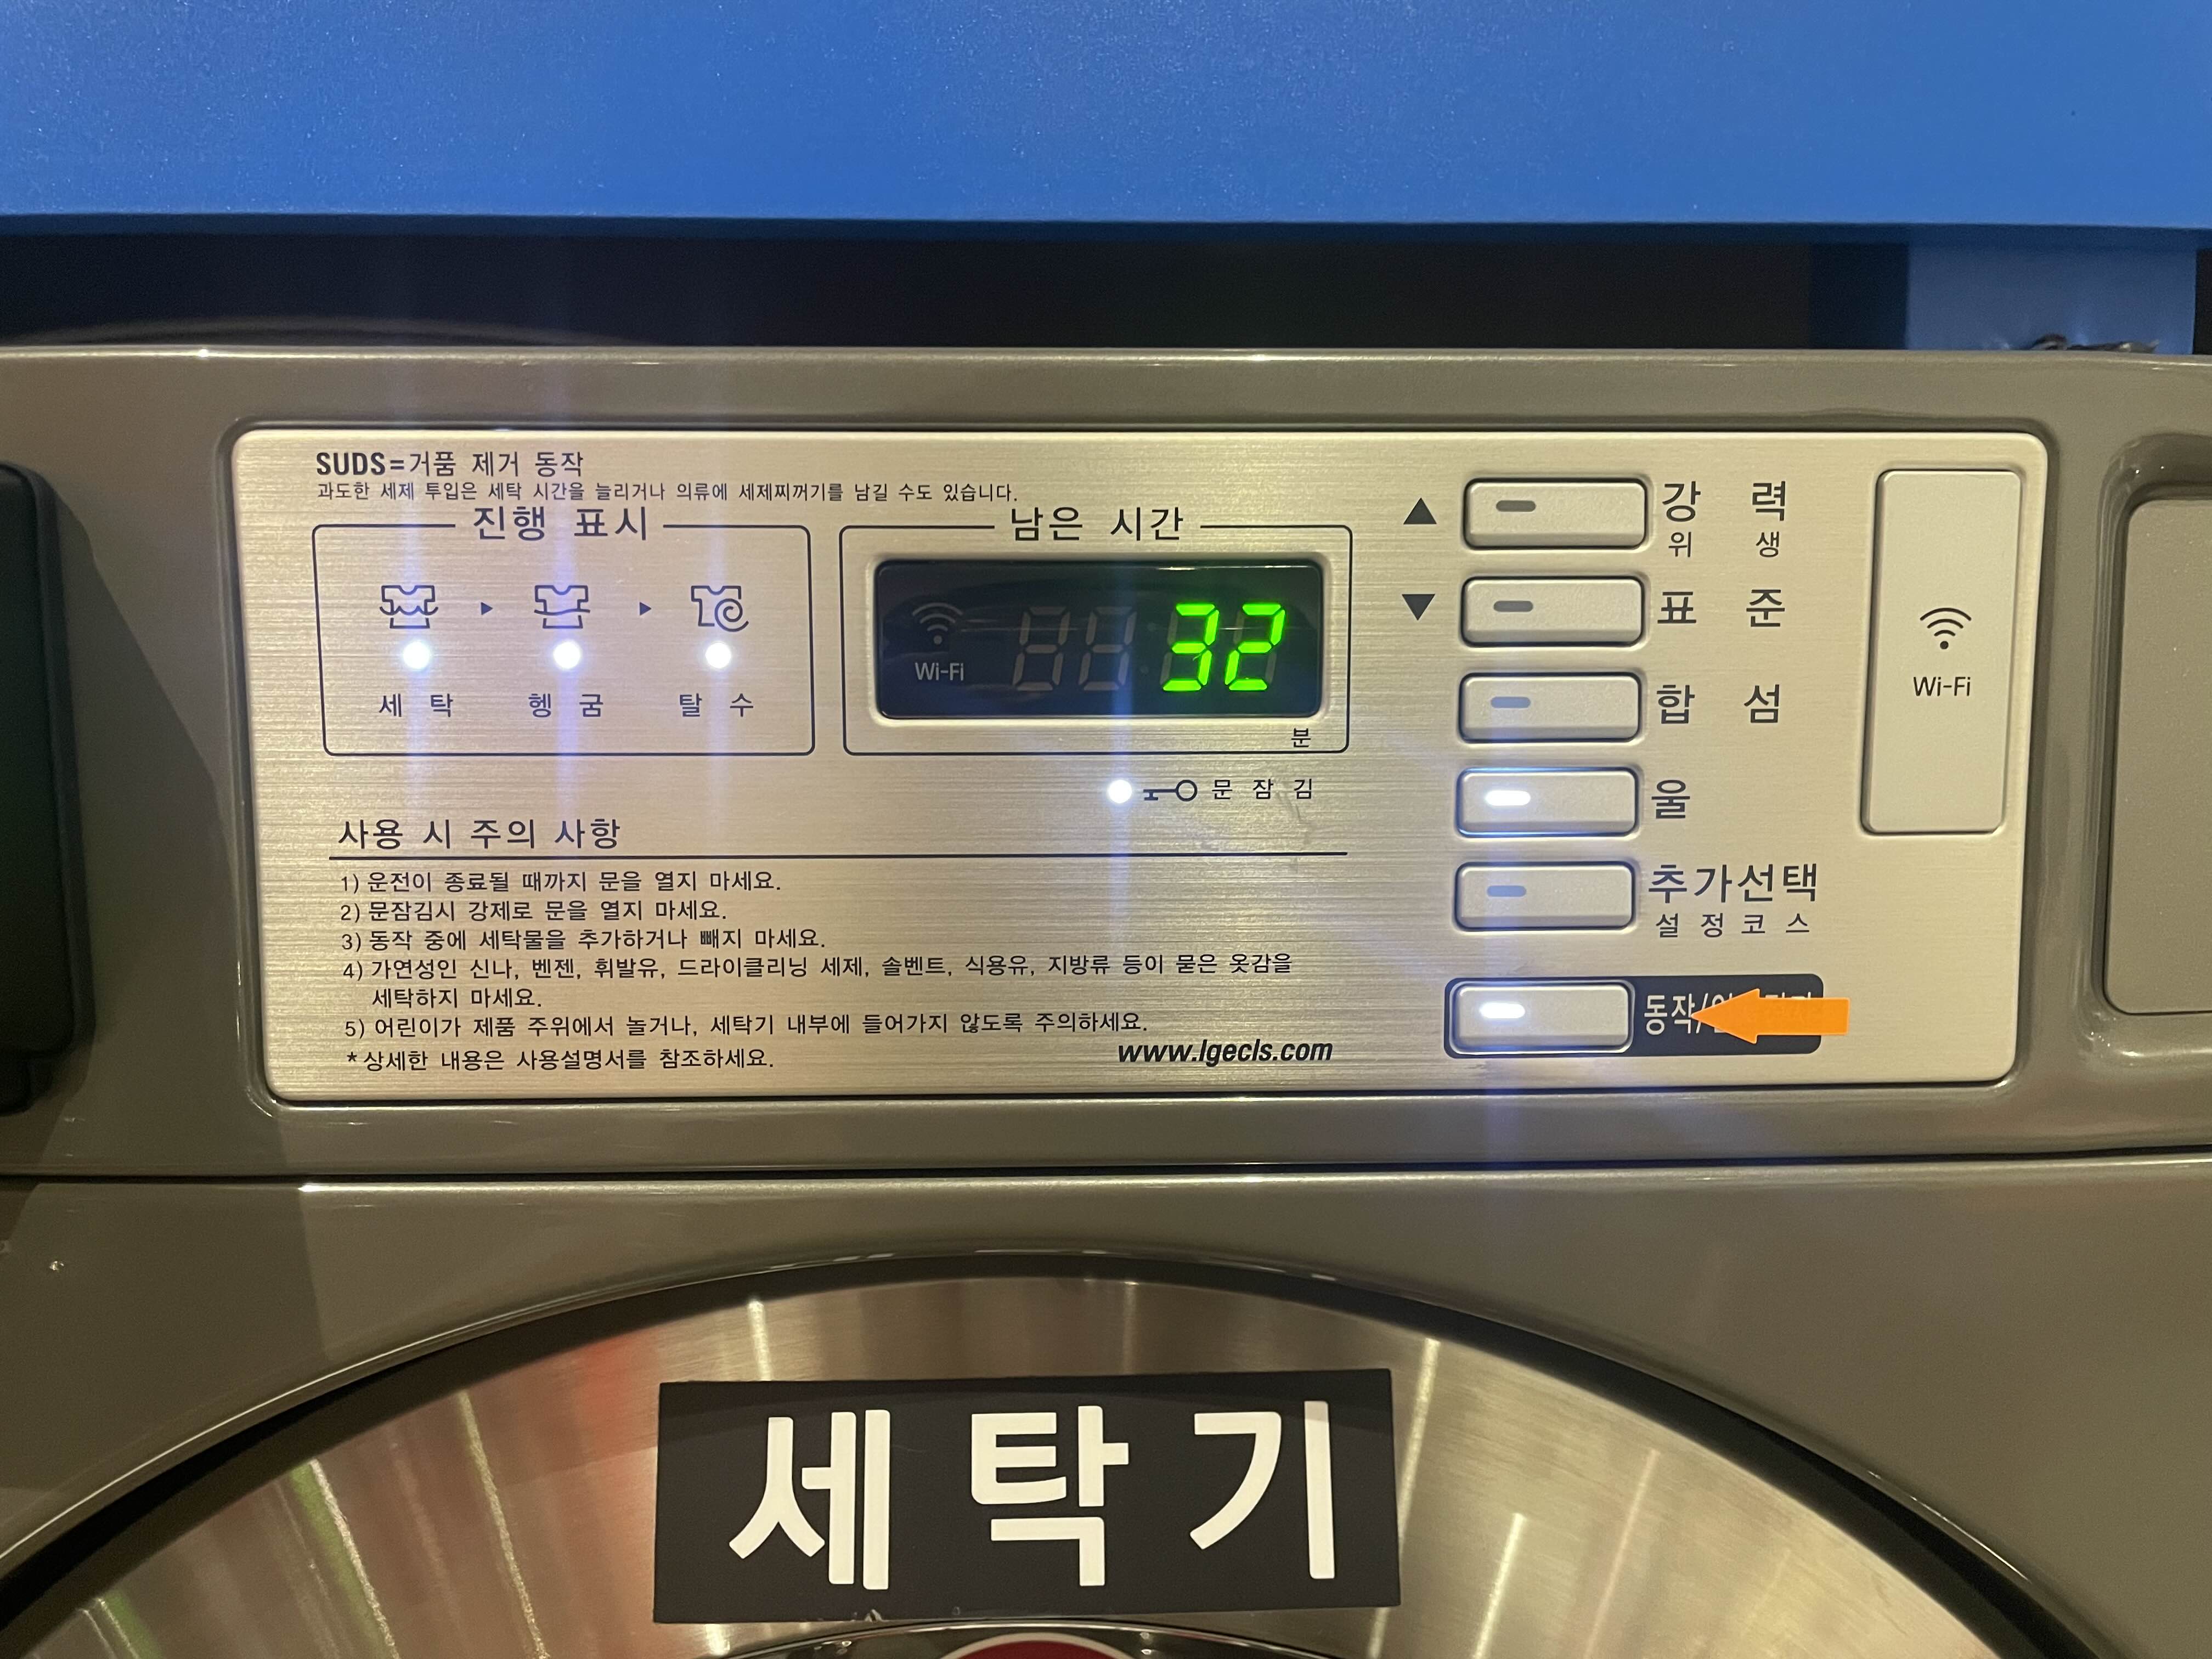 SUDS=거품 제거 동작
과도한 세제 투입은 세탁 시간을 늘리거나 의류에 세제찌꺼기를 남길 수도 있습니다.
진행 표시
세 탁
헹 굼
탈 수
남은 시간
Wi-Fi
32
분
문 잠 김
사용 시 주의 사항
1) 운전이 종료될 때까지 문을 열지 마세요.
2) 문잠김시 강제로 문을 열지 마세요.
3) 동작 중에 세탁물을 추가하거나 빼지 마세요.
4) 가연성인 신나, 벤젠, 휘발유, 드라이클리닝 세제, 솔벤트, 식용유, 지방류 등이 묻은 옷감을
세탁하지 마세요.
5) 어린이가 제품 주위에서 놀거나, 세탁기 내부에 들어가지 않도록 주의하세요.
*상세한 내용은 사용설명서를 참조하세요.
www.lgecls.com
강 력
위 생
표 준
합 섬
울
추가선택
설 정 코 스
동작/
Wi-Fi
세탁기